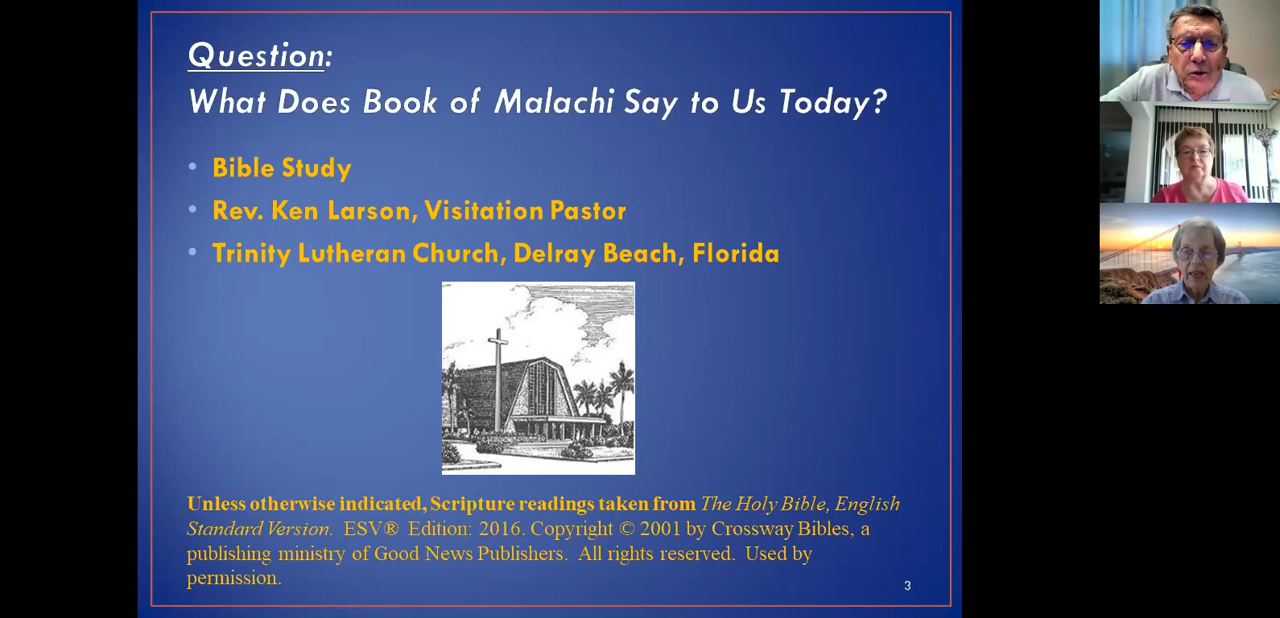 Question:
What Does Book of Malachi Say to Us Today?
• Bible Study
• Rev. Ken Larson, Visitation Pastor
• Trinity Lutheran Church, Delray Beach, Florida
Unless otherwise indicated, Scripture readings taken from The Holy Bible, English
Standard Version. ESV® Edition: 2016. Copyright © 2001 by Crossway Bibles, a
publishing ministry of Good News Publishers. All rights reserved. Used by
permission.
3